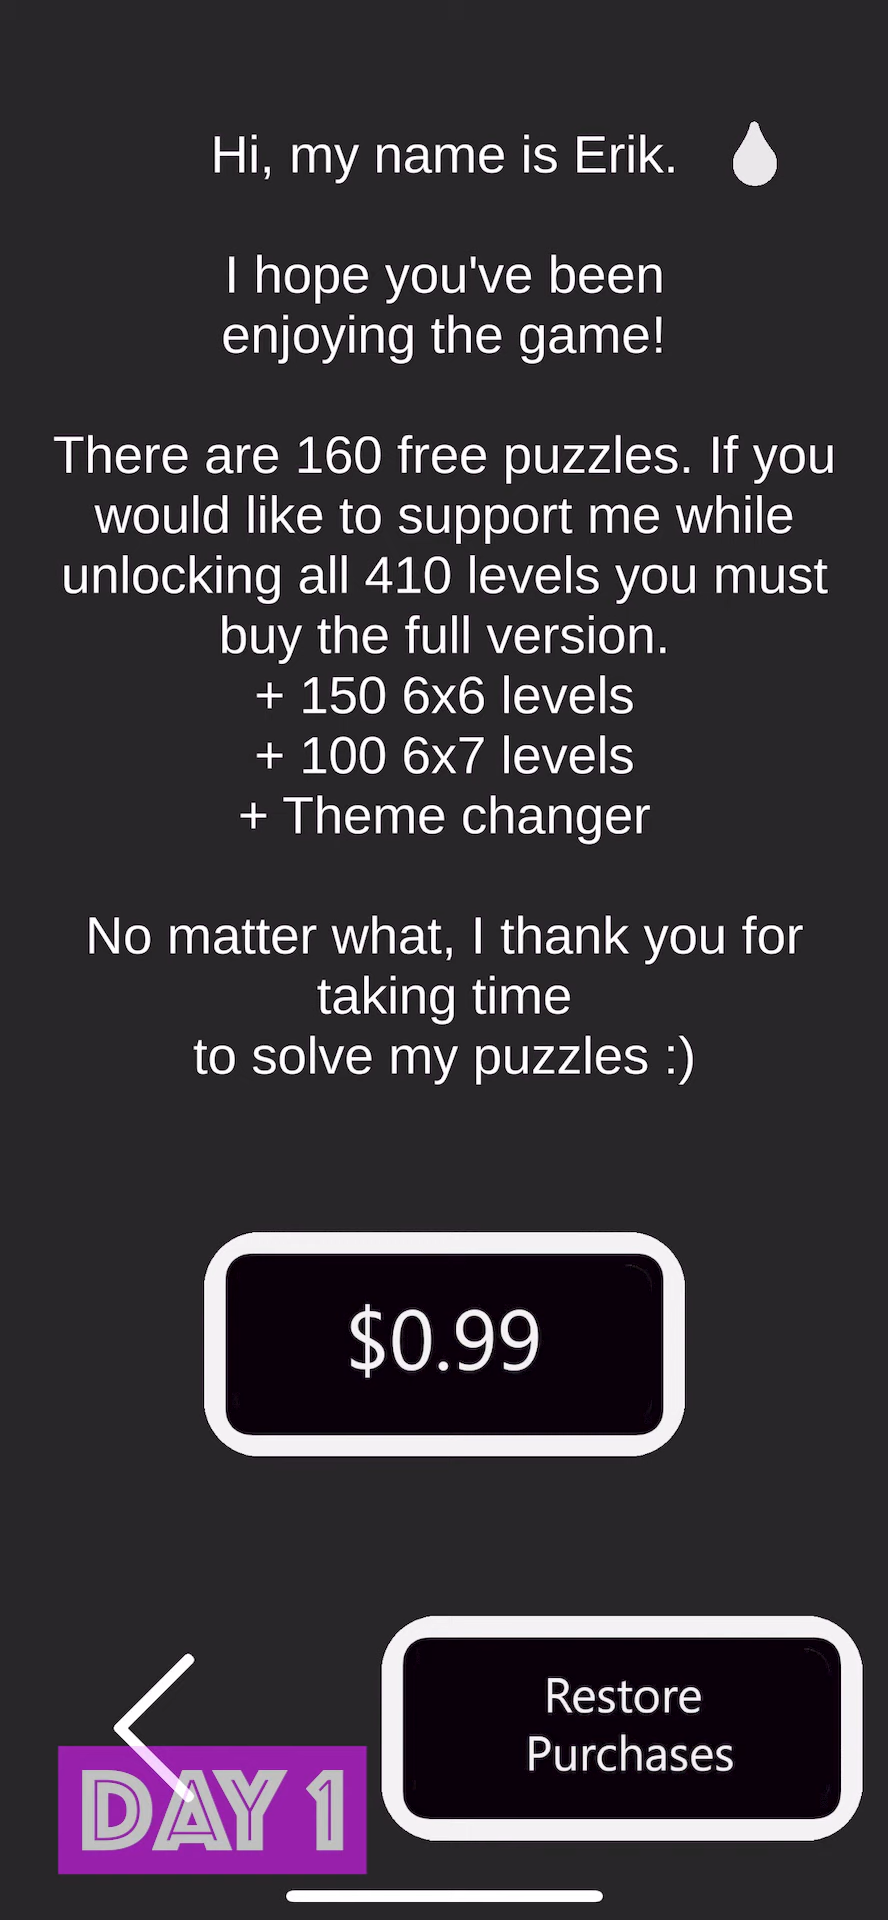 Hi, my name is Erik.
I hope you've been
enjoying the game!
There are 160 free puzzles. If you
would like to support me while
unlocking all 410 levels you must
buy the full version.
+ 150 6x6 levels
+ 100 6x7 levels
+ Theme changer
No matter what, I thank you for
taking time
to solve my puzzles :)
$0.99
Restore
Purchases
DAY 1